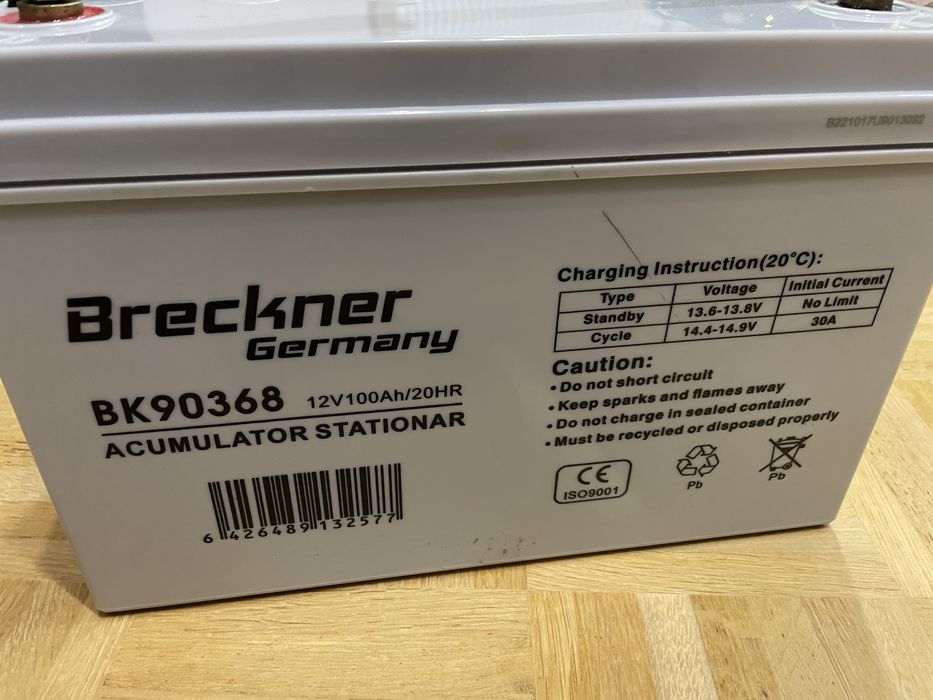 B221017U9013092
Breckner
Germany
BK90368 12V100Ah/20HR
ACUMULATOR STATIONAR
6 426489 132577
Charging Instruction(20°C):
Type Voltage Initial Current
Standby 13.6-13.8V No Limit
Cycle 14.4-14.9V 30A
Caution:
• Do not short circuit
• Keep sparks and flames away
• Do not charge in sealed container
• Must be recycled or disposed properly
CE
ISO9001
Pb
Pb